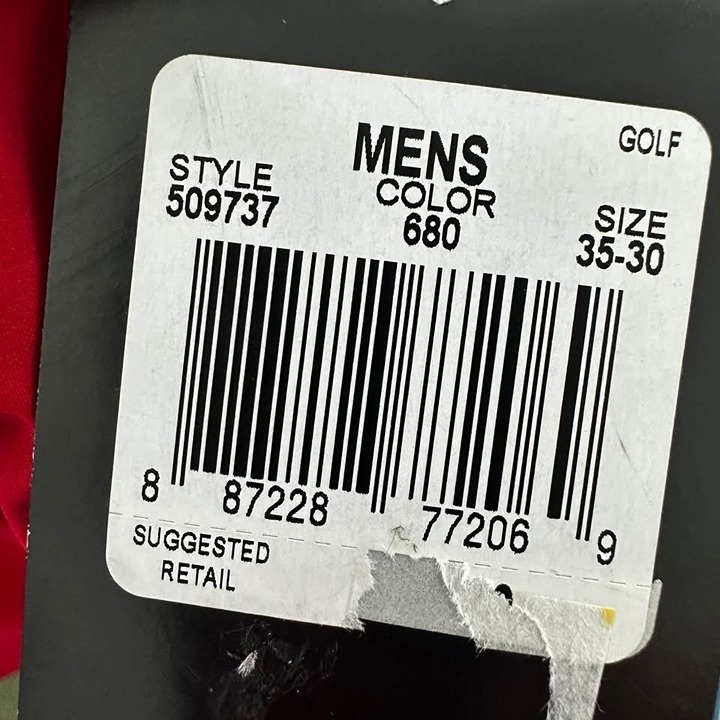 GOLF
MENS
STYLE COLOR SIZE
509737 680 35-30
8 87228 77206 9
SUGGESTED
RETAIL